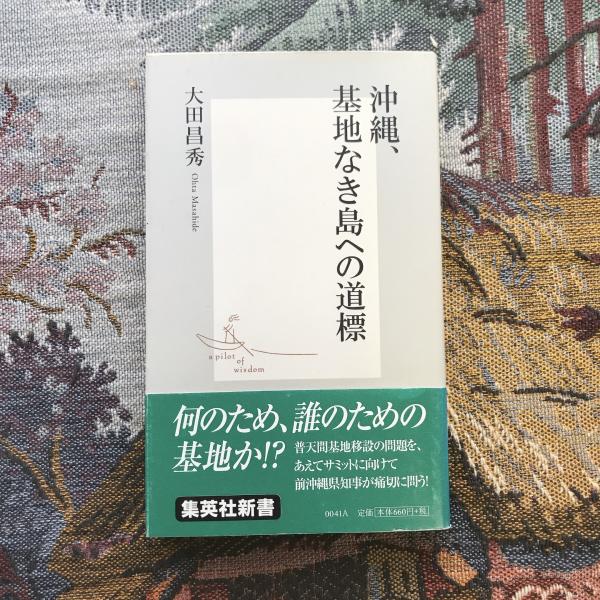 沖縄、
基地なき島への道標
大田昌秀 Ohta Masahide
a pilot
of
wisdom
何のため、誰のための
基地か!?
普天間基地移設の問題を、
あえてサミットに向けて
前沖縄県知事が痛切に問う!
集英社新書
0041A 定価 本体660円+税